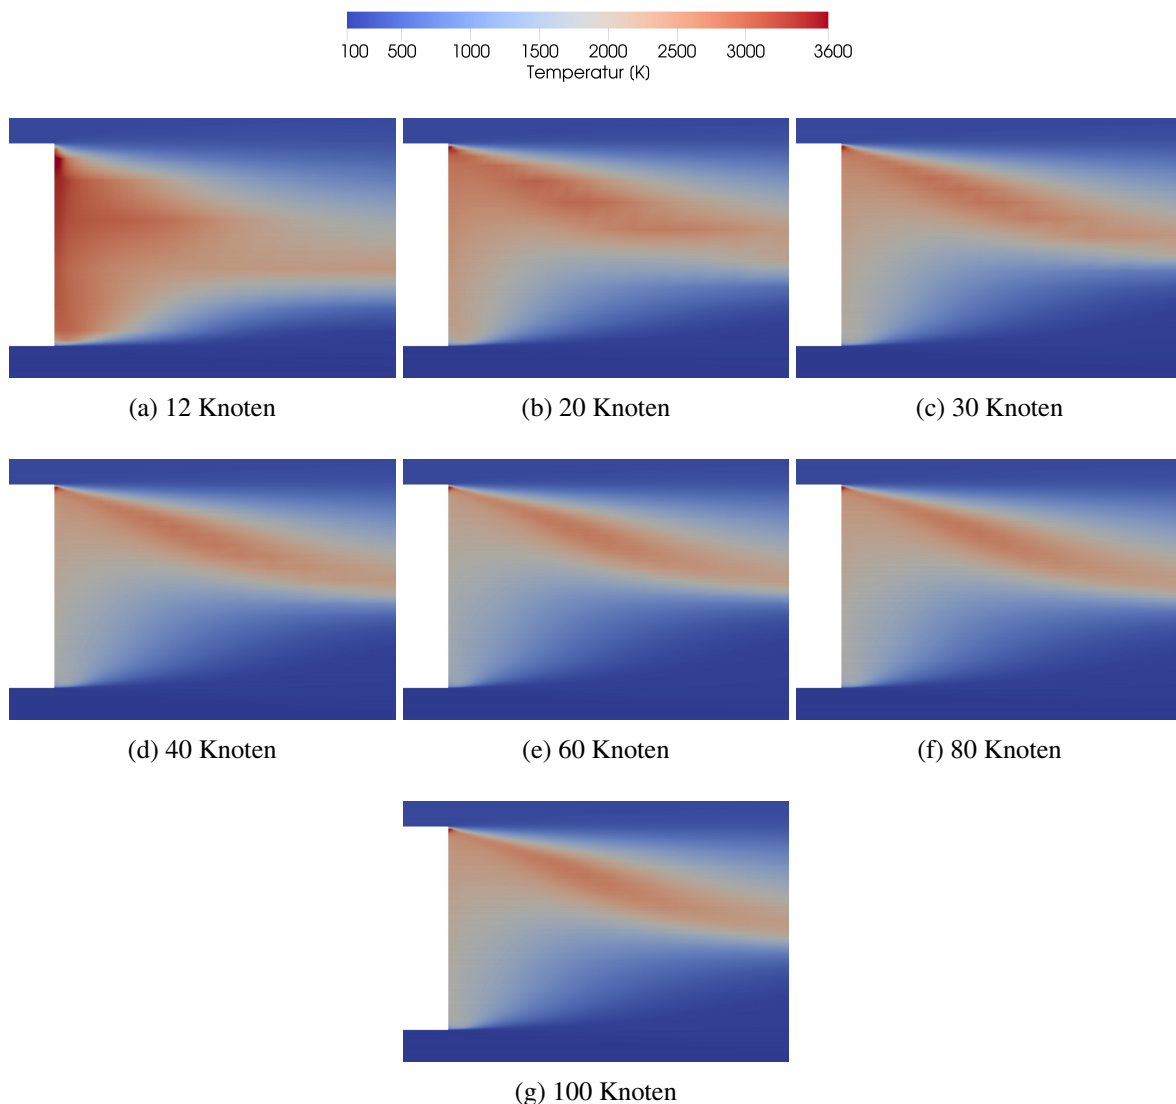 100 500 1000 1500 2000 2500 3000 3600
Temperatur (K)
(a) 12 Knoten (b) 20 Knoten (c) 30 Knoten
(d) 40 Knoten (e) 60 Knoten (f) 80 Knoten
(g) 100 Knoten